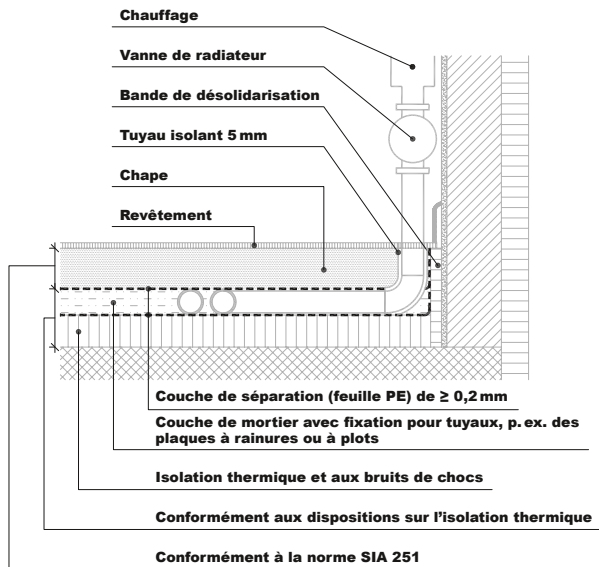 Chauffage
Vanne de radiateur
Bande de désolidarisation
Tuyau isolant 5 mm
Chape
Revêtement
Couche de séparation (feuille PE) de ≥ 0,2 mm
Couche de mortier avec fixation pour tuyaux, p. ex. des
plaques à rainures ou à plots
Isolation thermique et aux bruits de chocs
Conformément aux dispositions sur l’isolation thermique
Conformément à la norme SIA 251